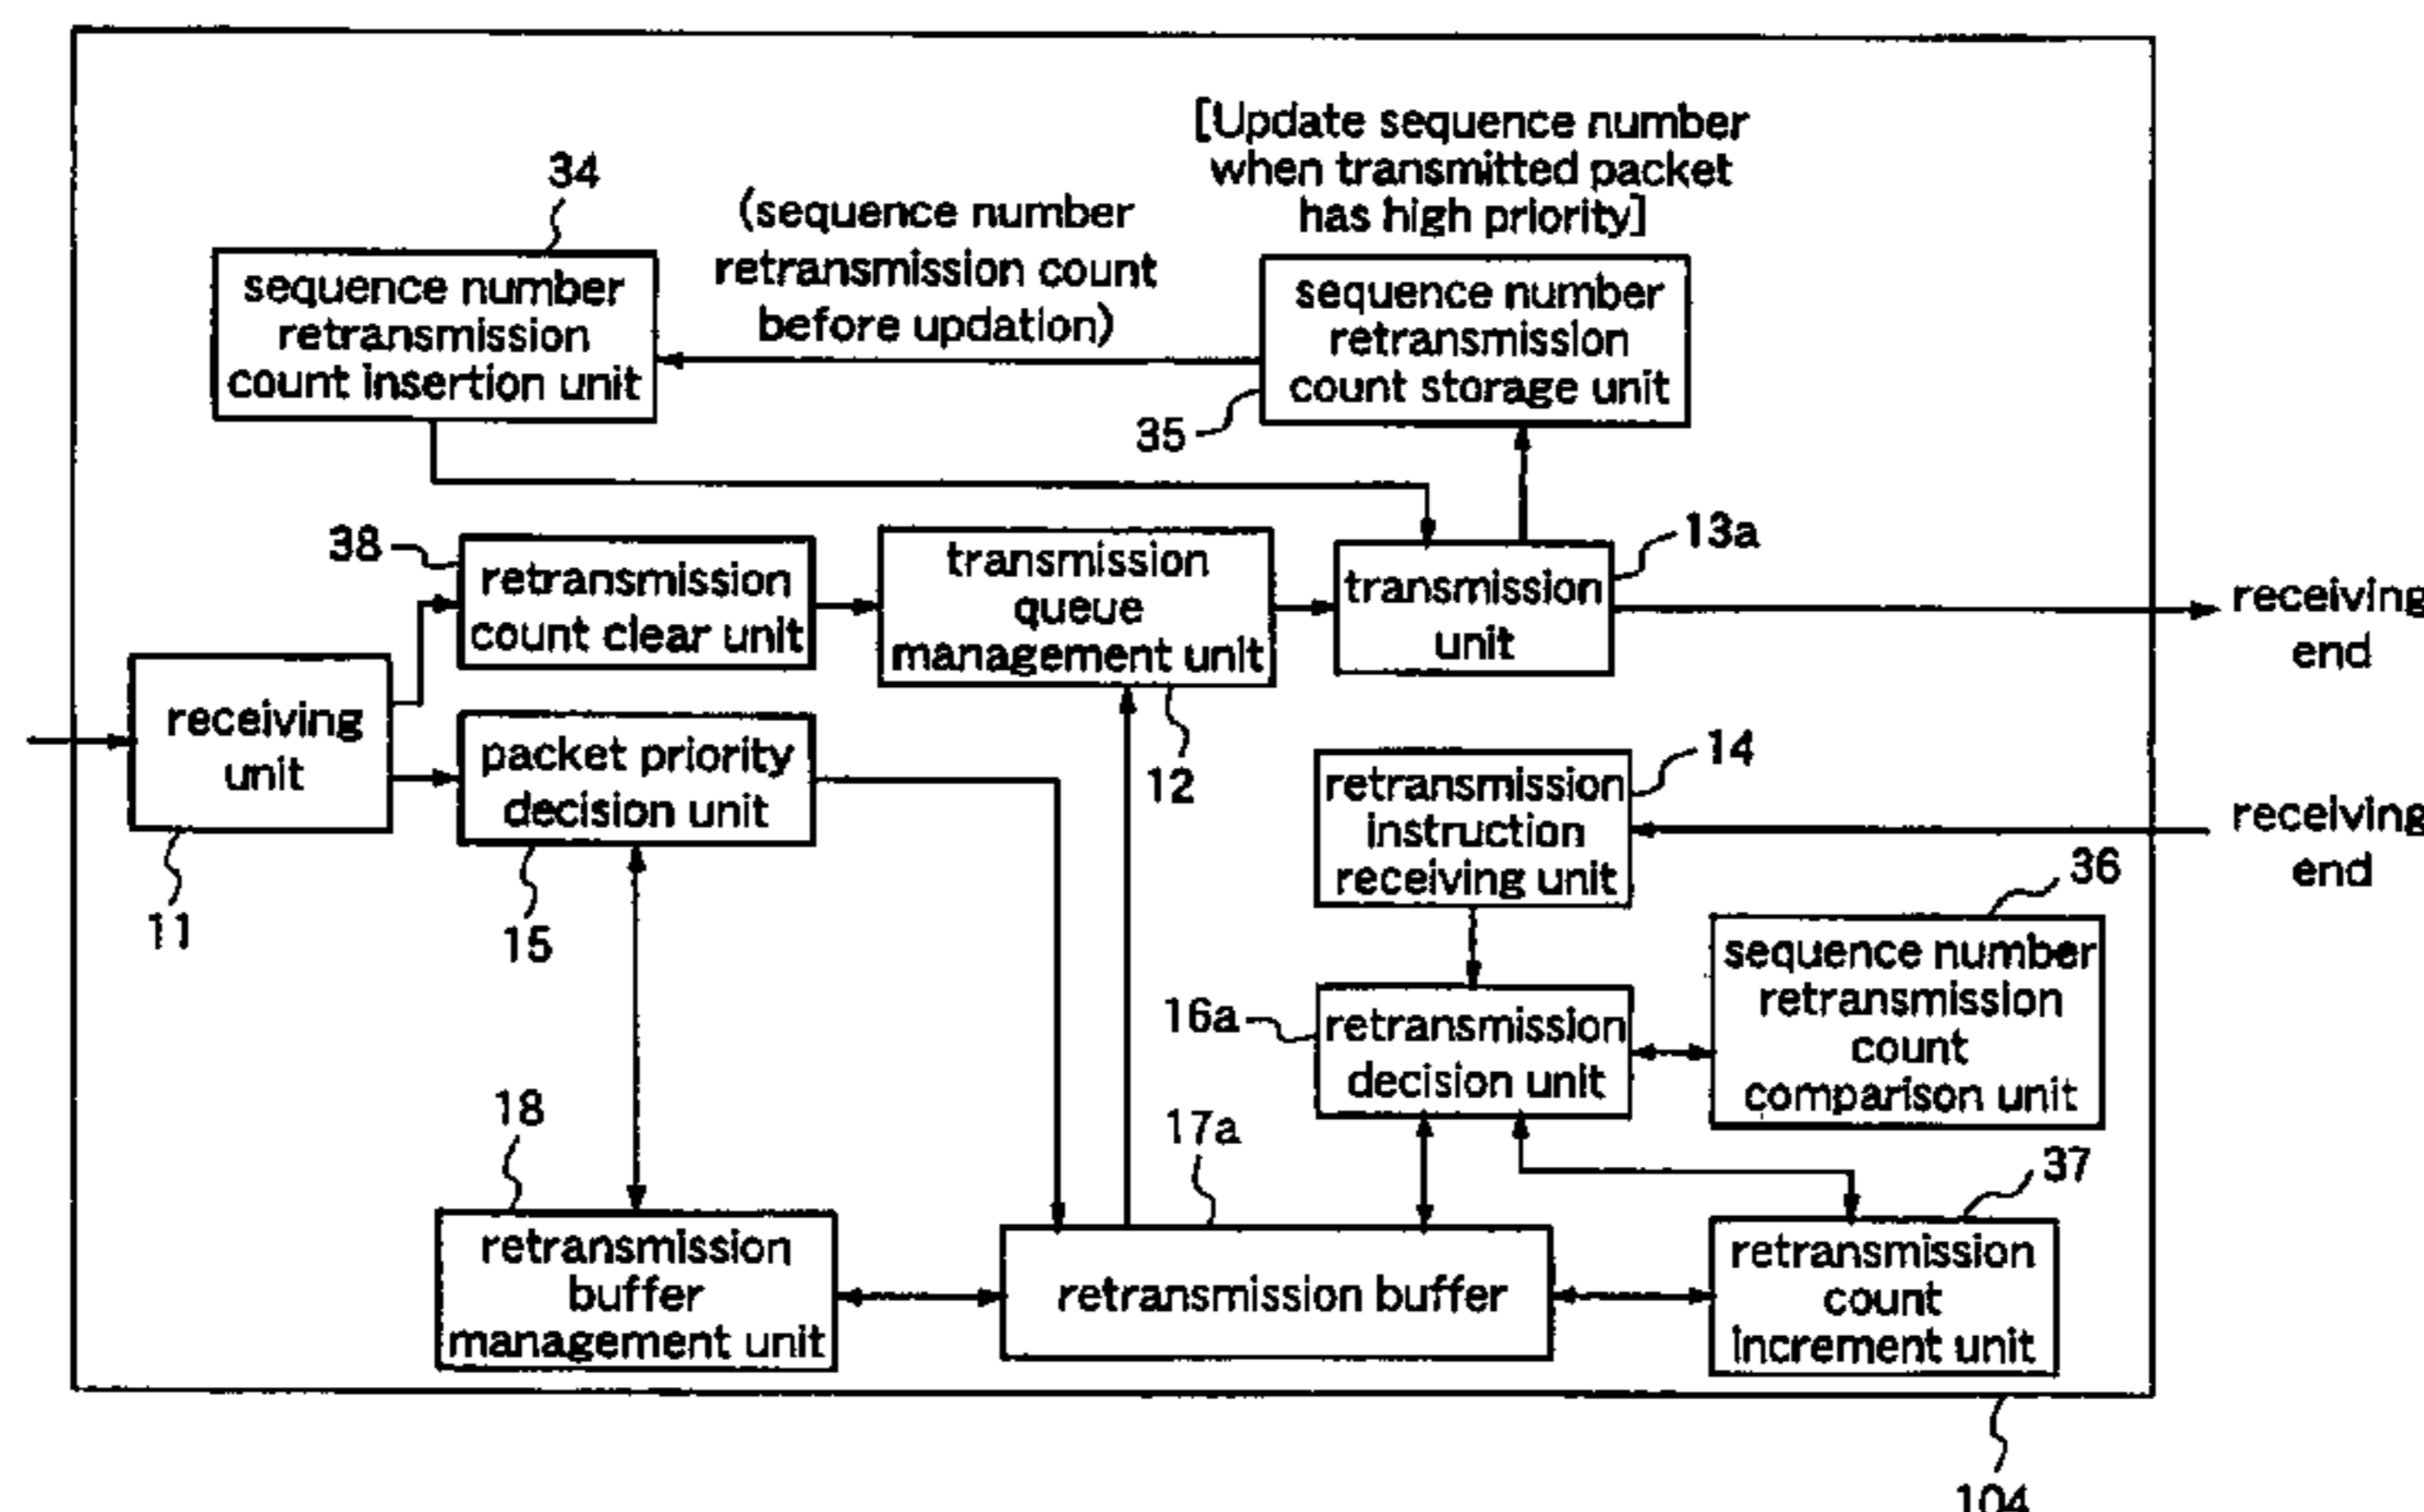 [Update sequence number
when transmitted packet
has high priority]
34
(sequence number
retransmission count
before updation)
sequence number
retransmission
count insertion unit
sequence number
retransmission
count storage unit
35
38
retransmission
count clear unit
transmission
queue
management unit
12
transmission
unit
13a
receiving
end
receiving
unit
11
packet priority
decision unit
15
retransmission
instruction
receiving unit
14
receiving
end
36
sequence number
retransmission
count
comparison unit
16a
retransmission
decision unit
18
retransmission
buffer
management unit
17a
retransmission buffer
37
retransmission
count
increment unit
104